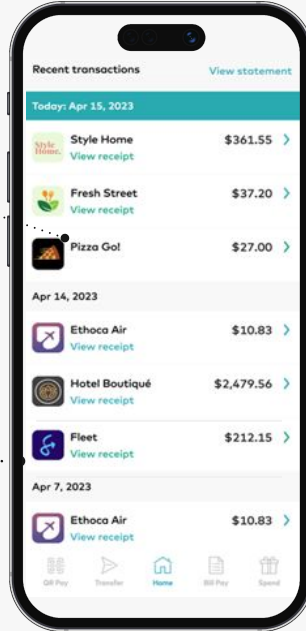 Recent transactions View statement
Today: Apr 15, 2023
Style Home.
Style Home $361.55
View receipt
Fresh Street $37.20
View receipt
Pizza Go! $27.00
Apr 14, 2023
Ethoca Air $10.83
View receipt
Hotel Boutiqué $2,479.56
View receipt
Fleet $212.15
View receipt
Apr 7, 2023
Ethoca Air $10.83
View receipt
QR Pay Transfer Home Bill Pay Spend